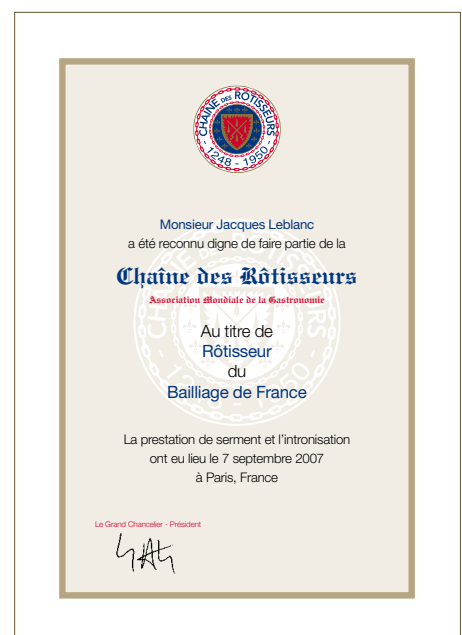 CHAÎNE DES RÔTISSEURS
- 1248 - 1950 -
Monsieur Jacques Leblanc
a été reconnu digne de faire partie de la
Chaîne des Rôtisseurs
Association Mondiale de la Gastronomie
Au titre de
Rôtisseur
du
Bailliage de France
La prestation de serment et l'intronisation
ont eu lieu le 7 septembre 2007
à Paris, France
Le Grand Chancelier - Président